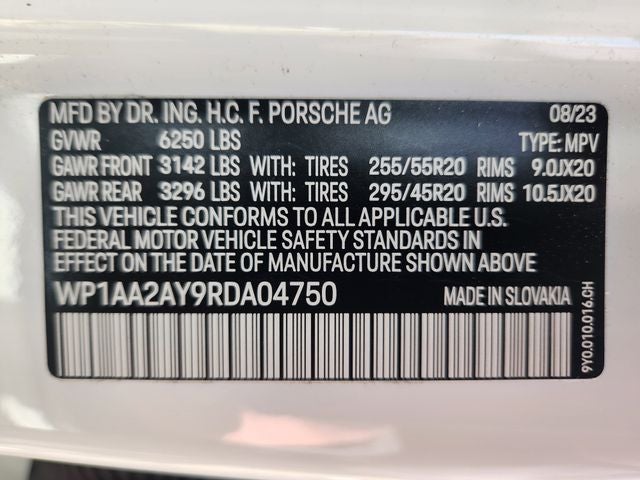 MFD BY DR. ING. H.C. F. PORSCHE AG 08/23
GVWR 6250 LBS TYPE: MPV
GAWR FRONT 3142 LBS WITH: TIRES 255/55R20 RIMS 9.0JX20
GAWR REAR 3296 LBS WITH: TIRES 295/45R20 RIMS 10.5JX20
THIS VEHICLE CONFORMS TO ALL APPLICABLE U.S.
FEDERAL MOTOR VEHICLE SAFETY STANDARDS IN
EFFECT ON THE DATE OF MANUFACTURE SHOWN ABOVE
WP1AA2AY9RDA04750 MADE IN SLOVAKIA
9Y0.010.016.CH